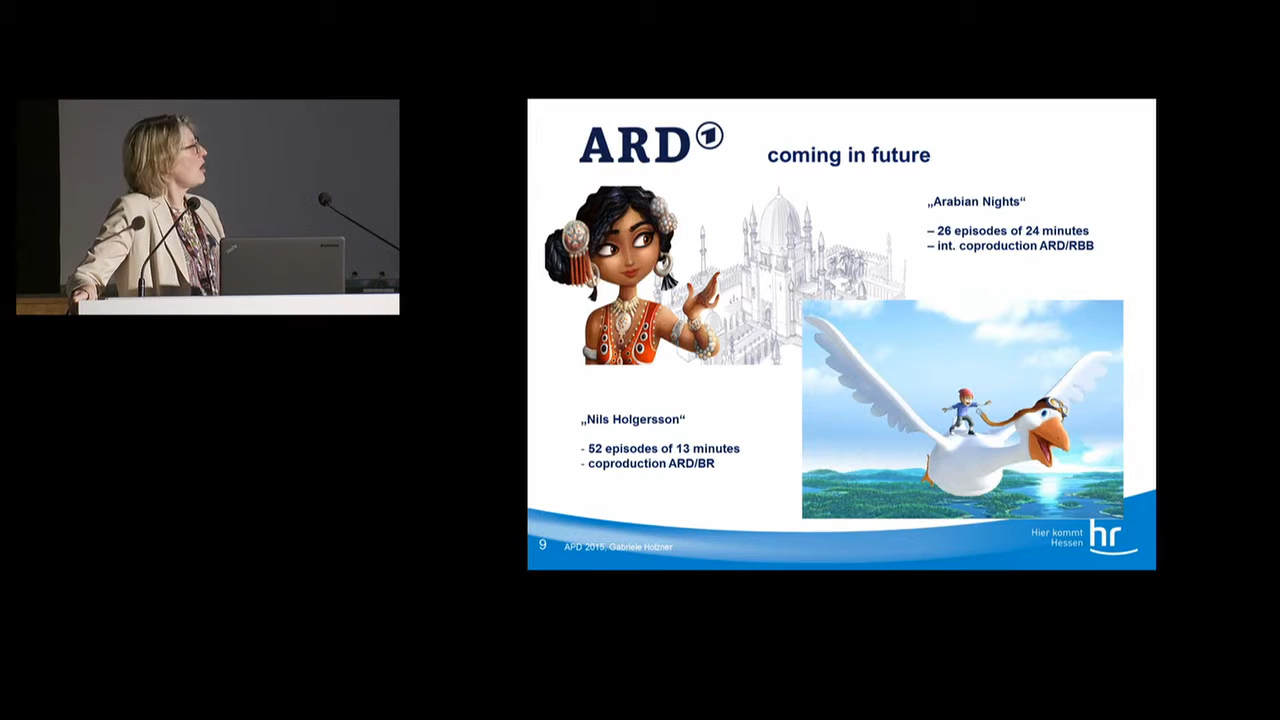 ARD 1
coming in future
„Arabian Nights“
– 26 episodes of 24 minutes
– int. coproduction ARD/RBB
„Nils Holgersson“
- 52 episodes of 13 minutes
- coproduction ARD/BR
9
APD 2015, Gabriele Holzner
Hier kommt
Hessen
hr